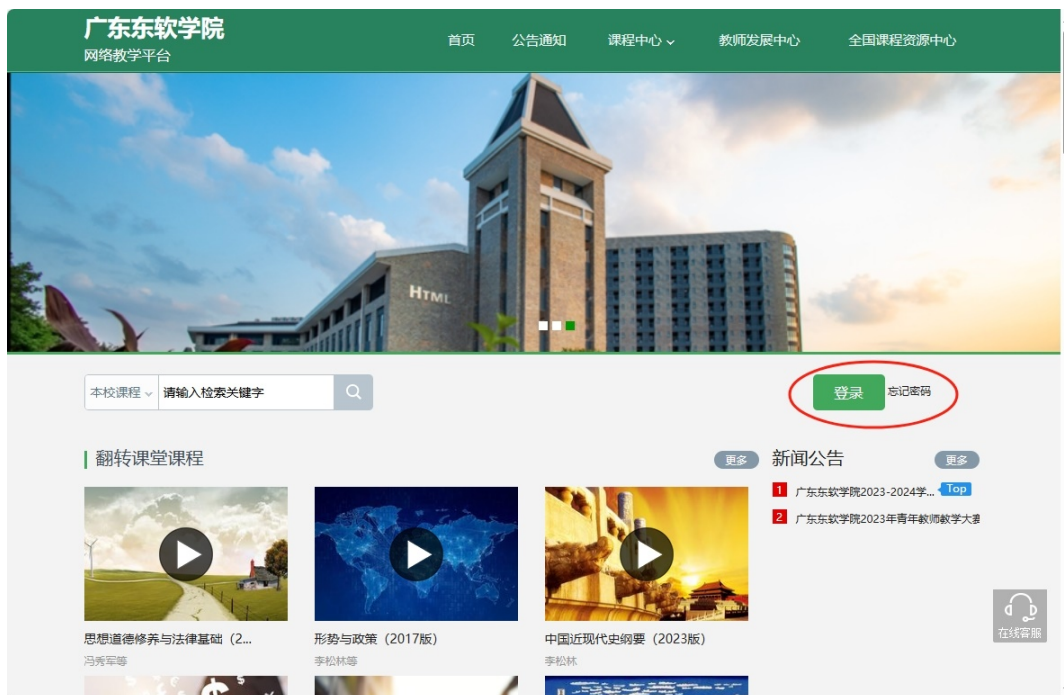 广东东软学院
网络教学平台
首页 公告通知 课程中心 教师发展中心 全国课程资源中心
HTML
本校课程 请输入检索关键字
登录 忘记密码
翻转课堂课程 更多
新闻公告 更多
1 广东东软学院2023-2024学... Top
2 广东东软学院2023年青年教师教学大赛
思想道德修养与法律基础（2...
冯秀军等
形势与政策（2017版）
李松林等
中国近现代史纲要（2023版）
李松林
在线客服